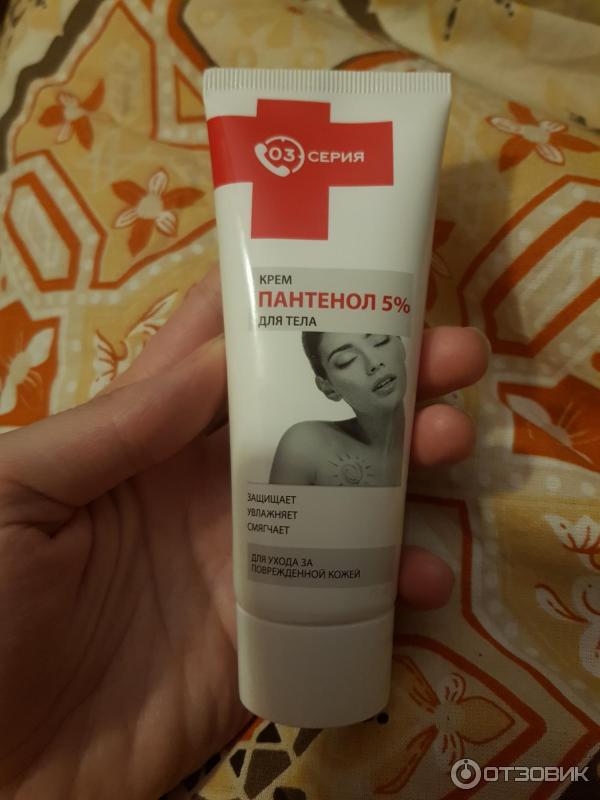 03 СЕРИЯ
КРЕМ
ПАНТЕНОЛ 5%
ДЛЯ ТЕЛА
ЗАЩИЩАЕТ
УВЛАЖНЯЕТ
СМЯГЧАЕТ
ДЛЯ УХОДА ЗА
ПОВРЕЖДЕННОЙ КОЖЕЙ
ОТЗОВИК